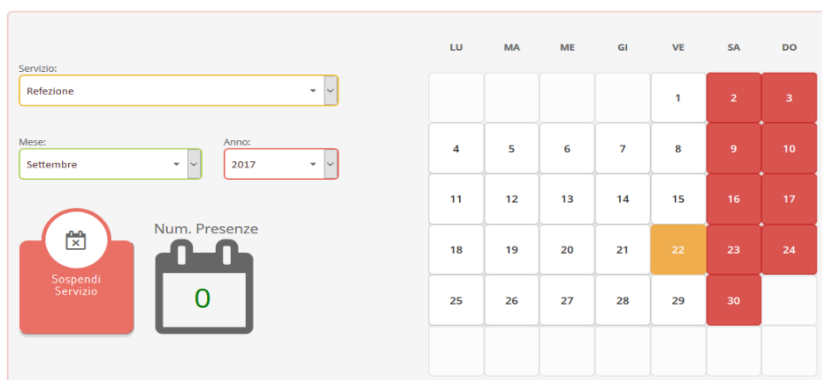 Servizio:
Refezione
Mese:
Anno:
Settembre
2017
Sospendi
Servizio
Num. Presenze
0
LU MA ME GI VE SA DO
1 2 3
4 5 6 7 8 9 10
11 12 13 14 15 16 17
18 19 20 21 22 23 24
25 26 27 28 29 30